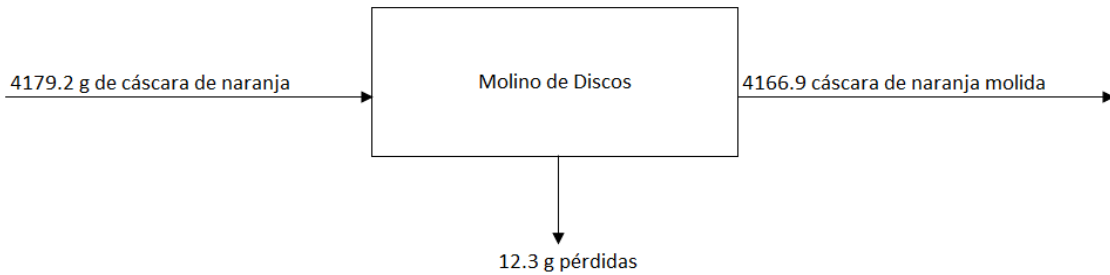 4179.2 g de cáscara de naranja
Molino de Discos
4166.9 cáscara de naranja molida
12.3 g pérdidas